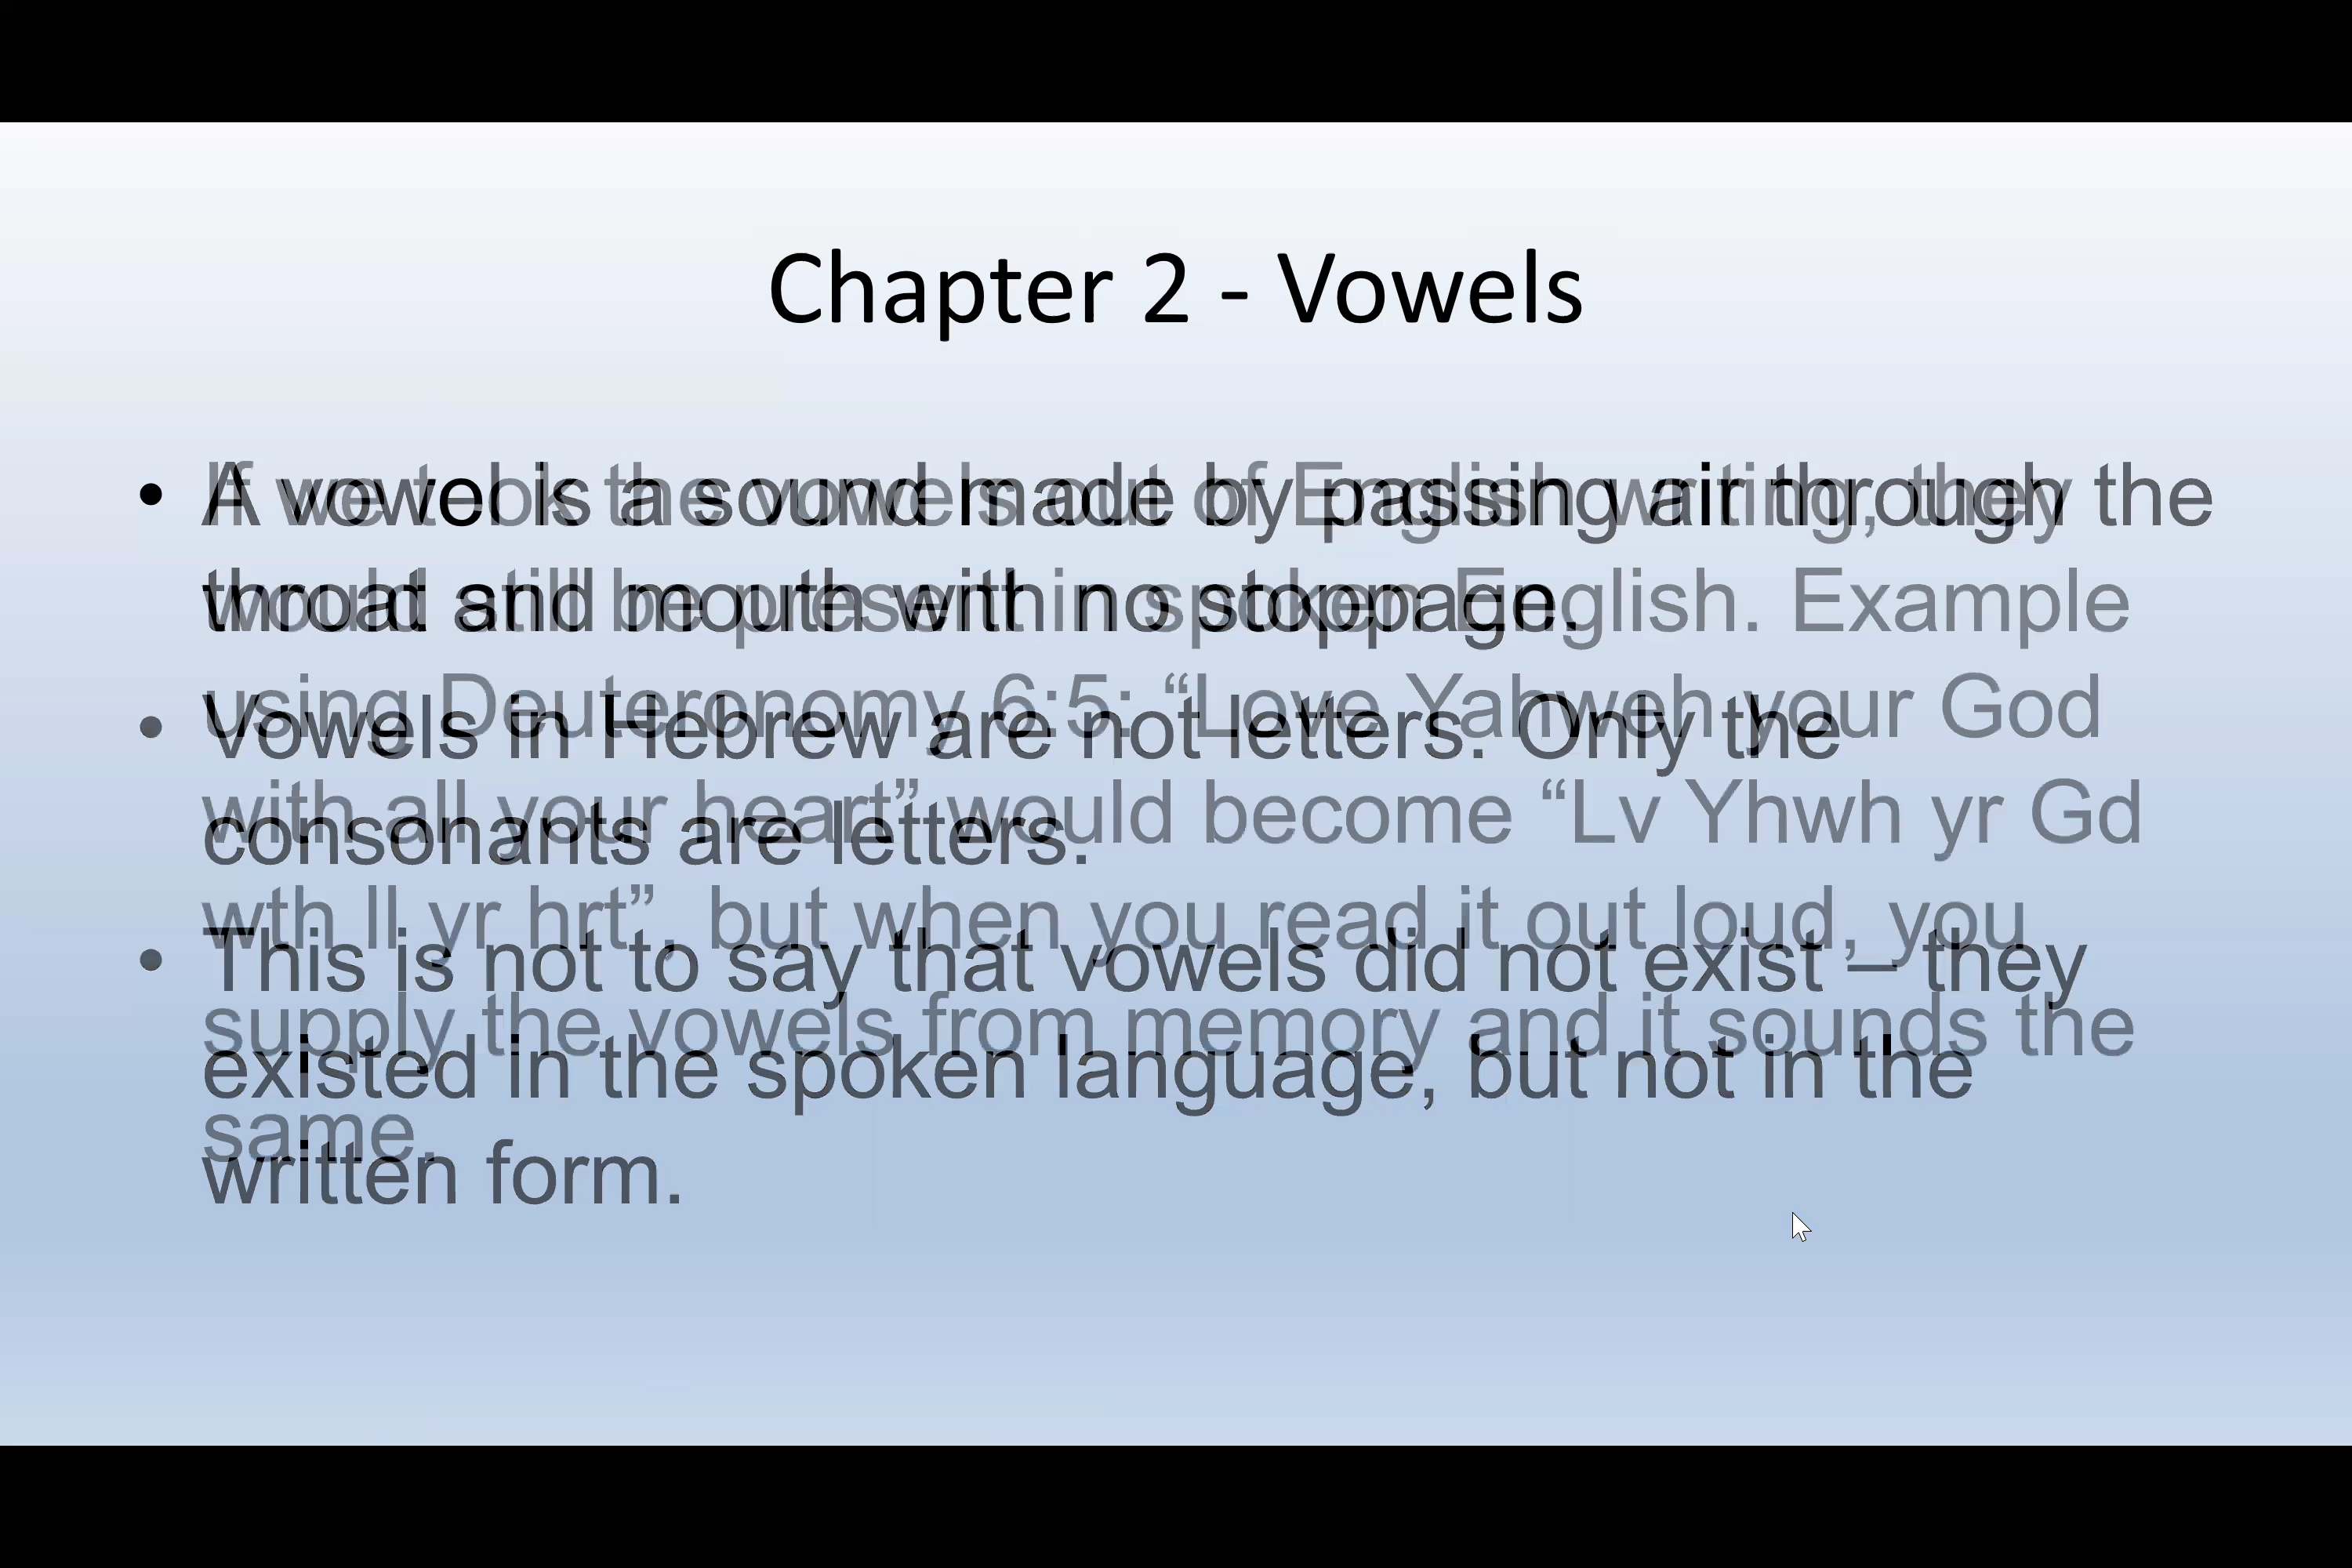 Chapter 2 - Vowels
• A vowel is a sound made by passing air through the
throat and mouth with no stoppage.
• Vowels in Hebrew are not letters. Only the
consonants are letters.
• This is not to say that vowels did not exist – they
existed in the spoken language, but not in the
written form.
If we took the vowels out of English writing, they
would still be present in spoken English. Example
using Deuteronomy 6:5: “Love Yahweh your God
with all your heart” would become “Lv Yhwh yr Gd
wth ll yr hrt” , but when you read it out loud, you
supply the vowels from memory and it sounds the
same.